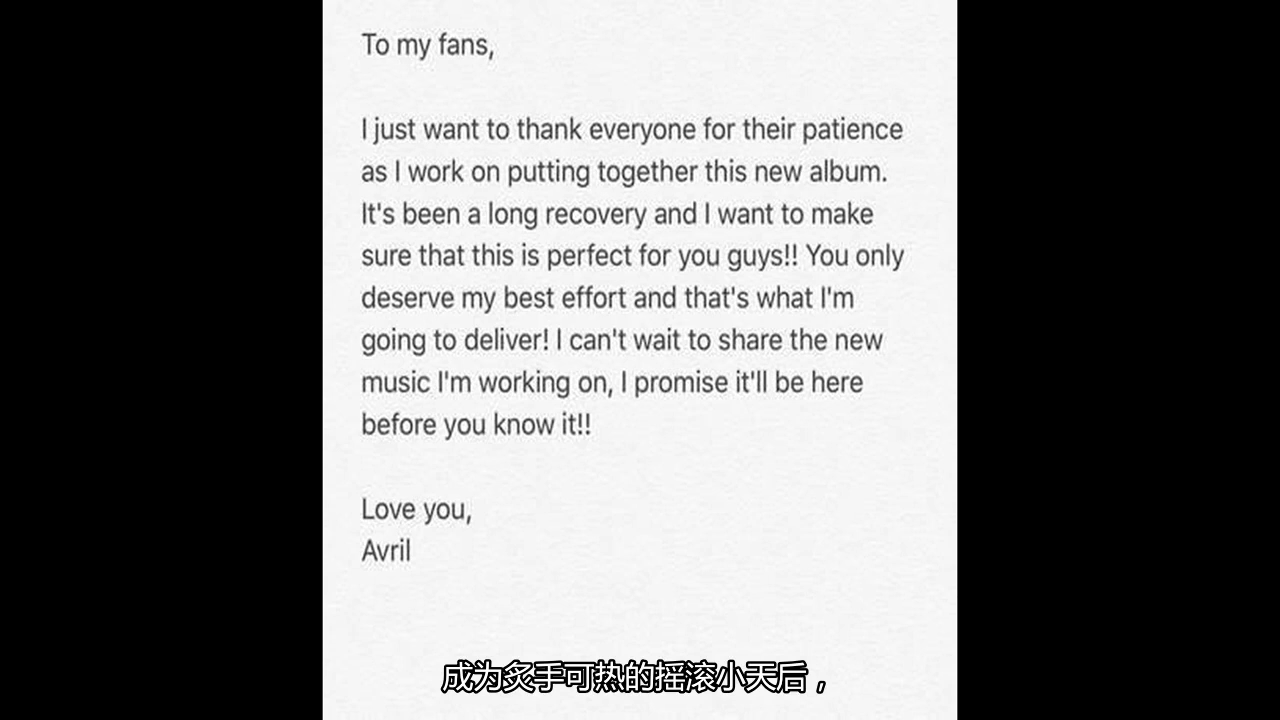 To my fans,
I just want to thank everyone for their patience
as I work on putting together this new album.
It's been a long recovery and I want to make
sure that this is perfect for you guys!! You only
deserve my best effort and that's what I'm
going to deliver! I can't wait to share the new
music I'm working on, I promise it'll be here
before you know it!!
Love you,
Avril
成为炙手可热的摇滚小天后，